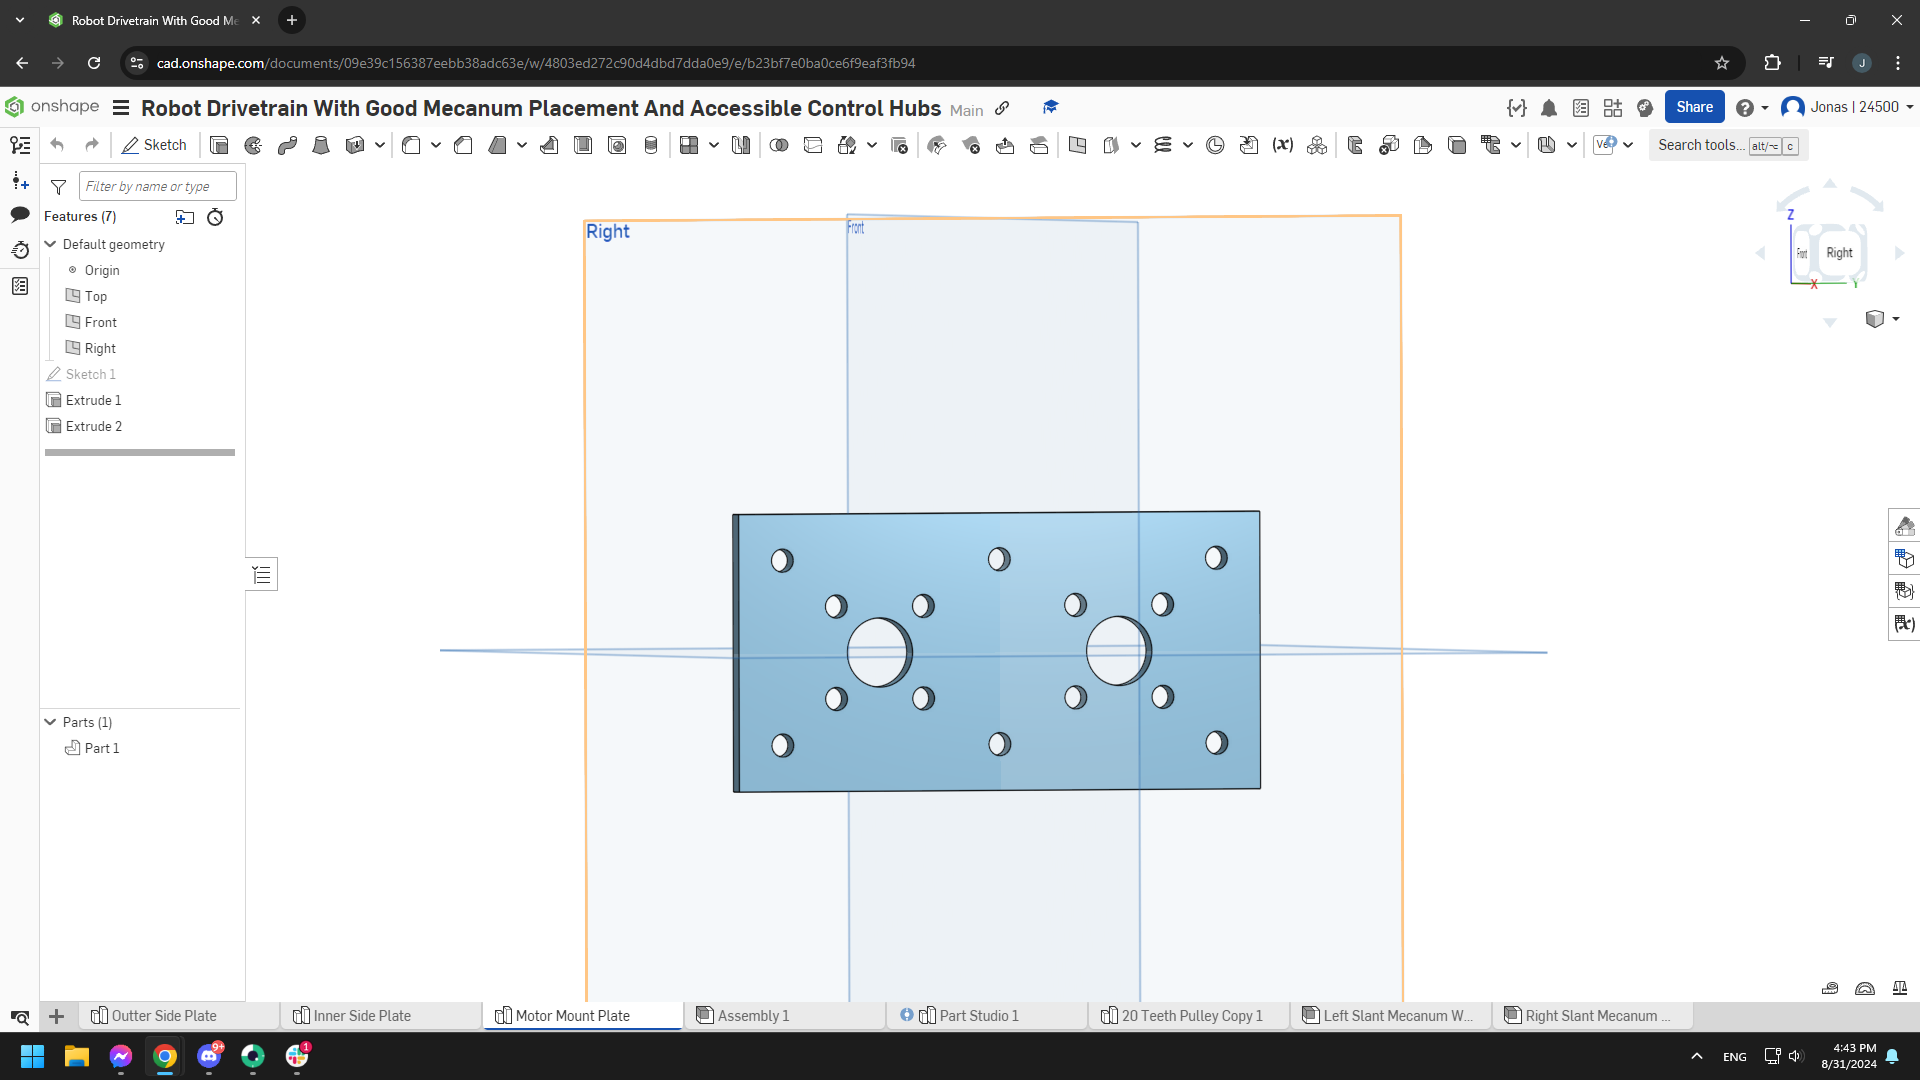 Robot Drivetrain With Good Me
cad.onshape.com/documents/09e39c156387eebb38adc63e/w/4803ed272c90d4dbd7dda0e9/e/b23bf7e0ba0ce6f9eaf3fb94
J
onshape
Robot Drivetrain With Good Mecanum Placement And Accessible Control Hubs
Main
Share
Jonas | 24500
Sketch
(x)
Search tools... alt/⌥ c
Filter by name or type
Features (7)
Default geometry
Origin
Top
Front
Right
Sketch 1
Extrude 1
Extrude 2
Parts (1)
Part 1
Right
Front
Z
Front
Right
X
Y
(x)
Outter Side Plate
Inner Side Plate
Motor Mount Plate
Assembly 1
Part Studio 1
20 Teeth Pulley Copy 1
Left Slant Mecanum W...
Right Slant Mecanum ...
9+
1
ENG
4:43 PM
8/31/2024